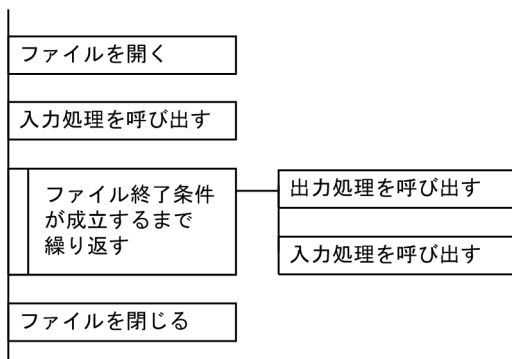 ファイルを開く
入力処理を呼び出す
ファイル終了条件
が成立するまで
繰り返す
出力処理を呼び出す
入力処理を呼び出す
ファイルを閉じる